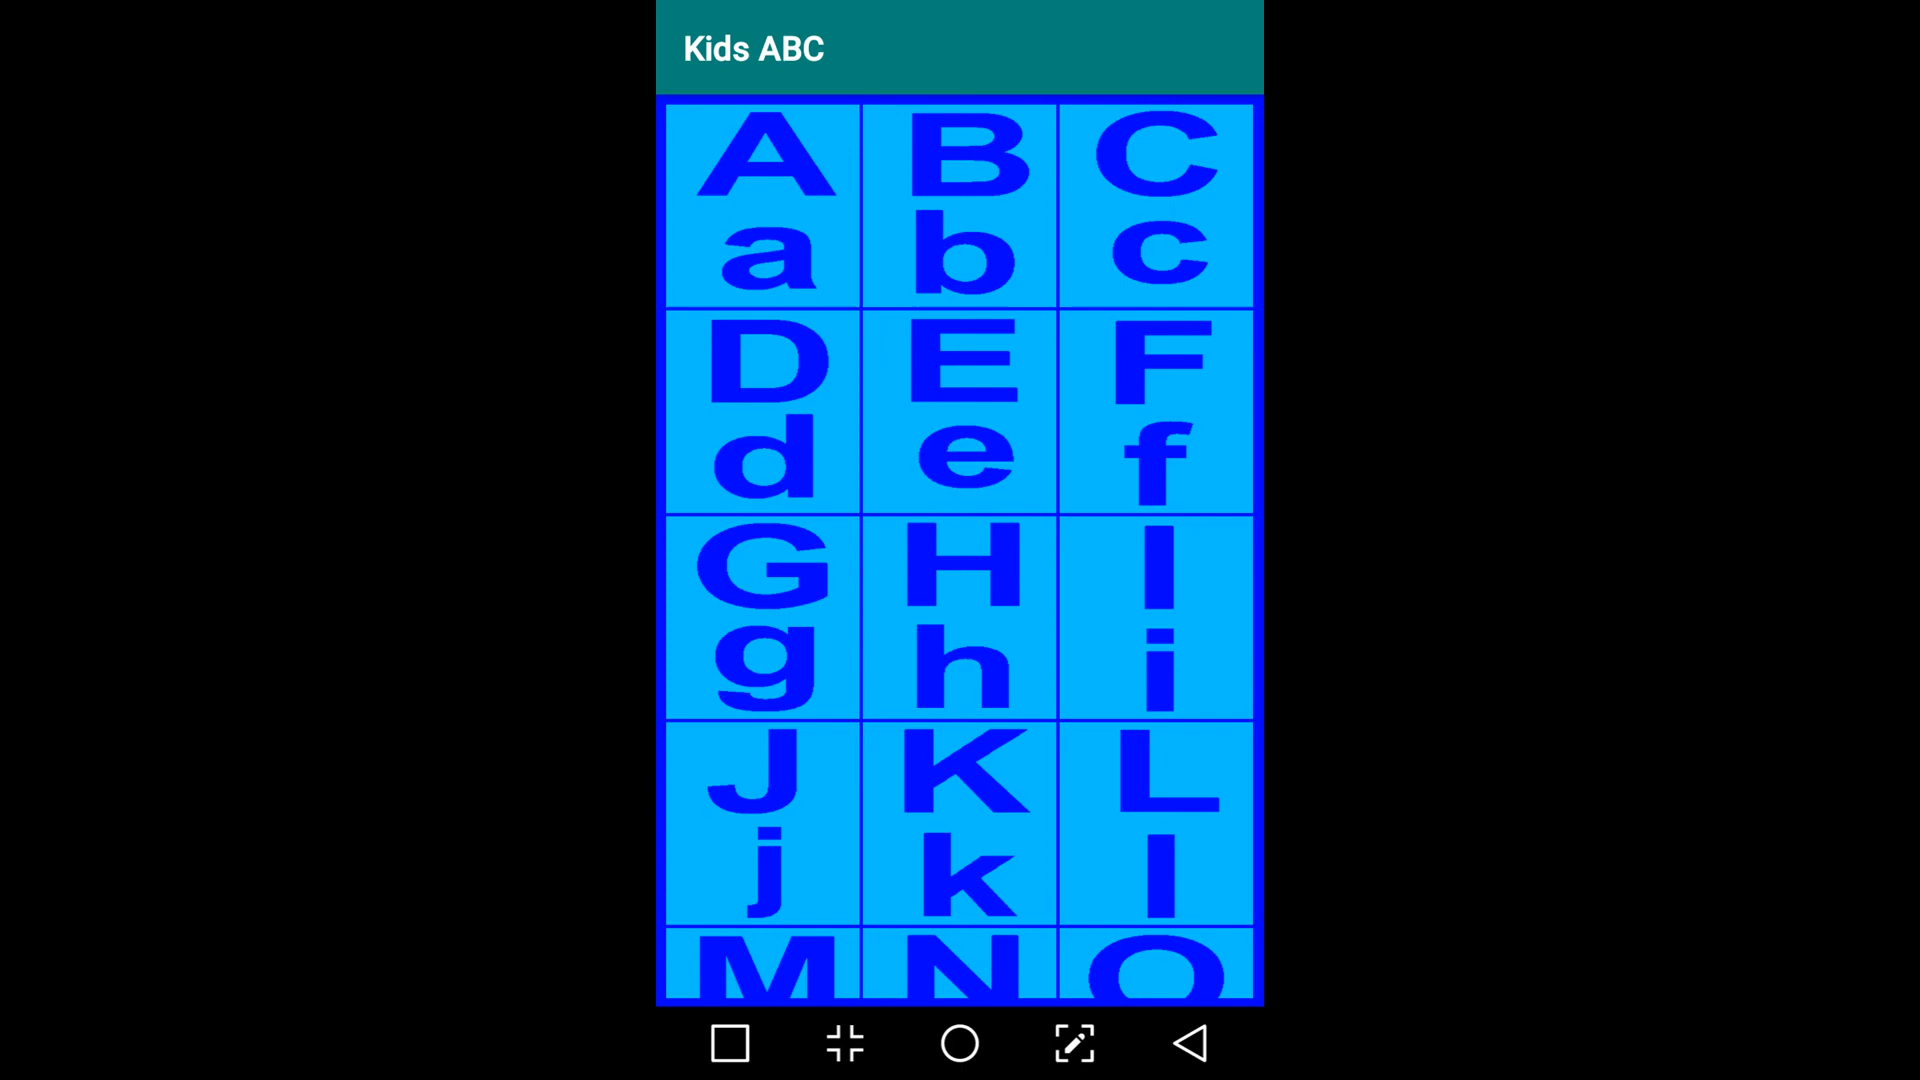 Kids ABC
A B C
a b c
D E F
d e f
G H I
g h i
J K L
j k l
M N O